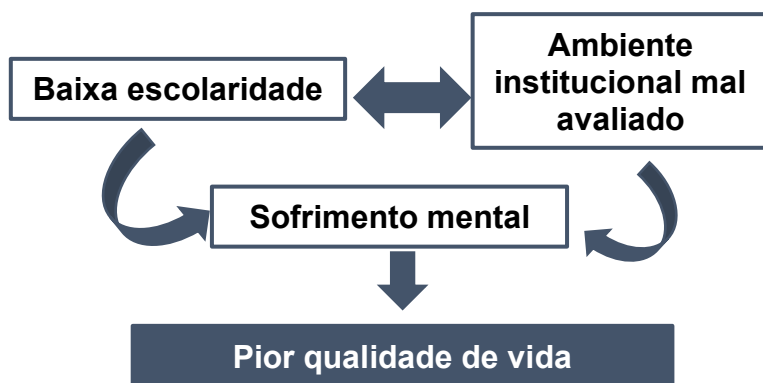 Baixa escolaridade
Ambiente
institucional mal
avaliado
Sofrimento mental
Pior qualidade de vida